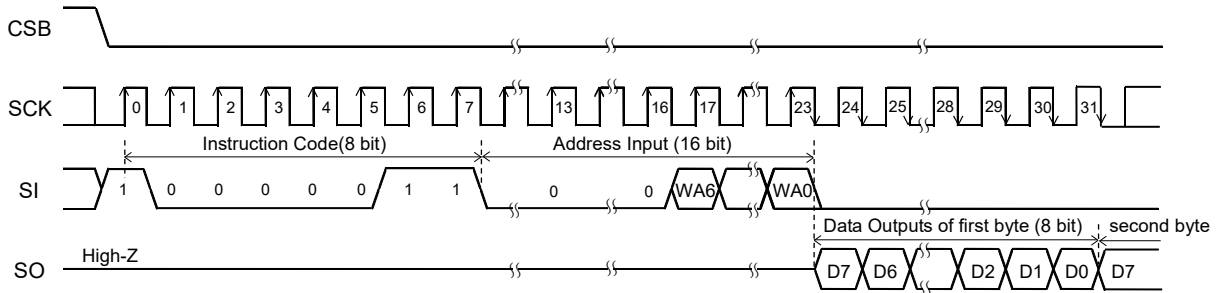 CSB
SCK 0 1 2 3 4 5 6 7 13 16 17 23 24 25 28 29 30 31
Instruction Code(8 bit) Address Input (16 bit)
SI 1 0 0 0 0 0 1 1 0 0 WA6 WA0
Data Outputs of first byte (8 bit) second byte
High-Z
SO D7 D6 D2 D1 D0 D7